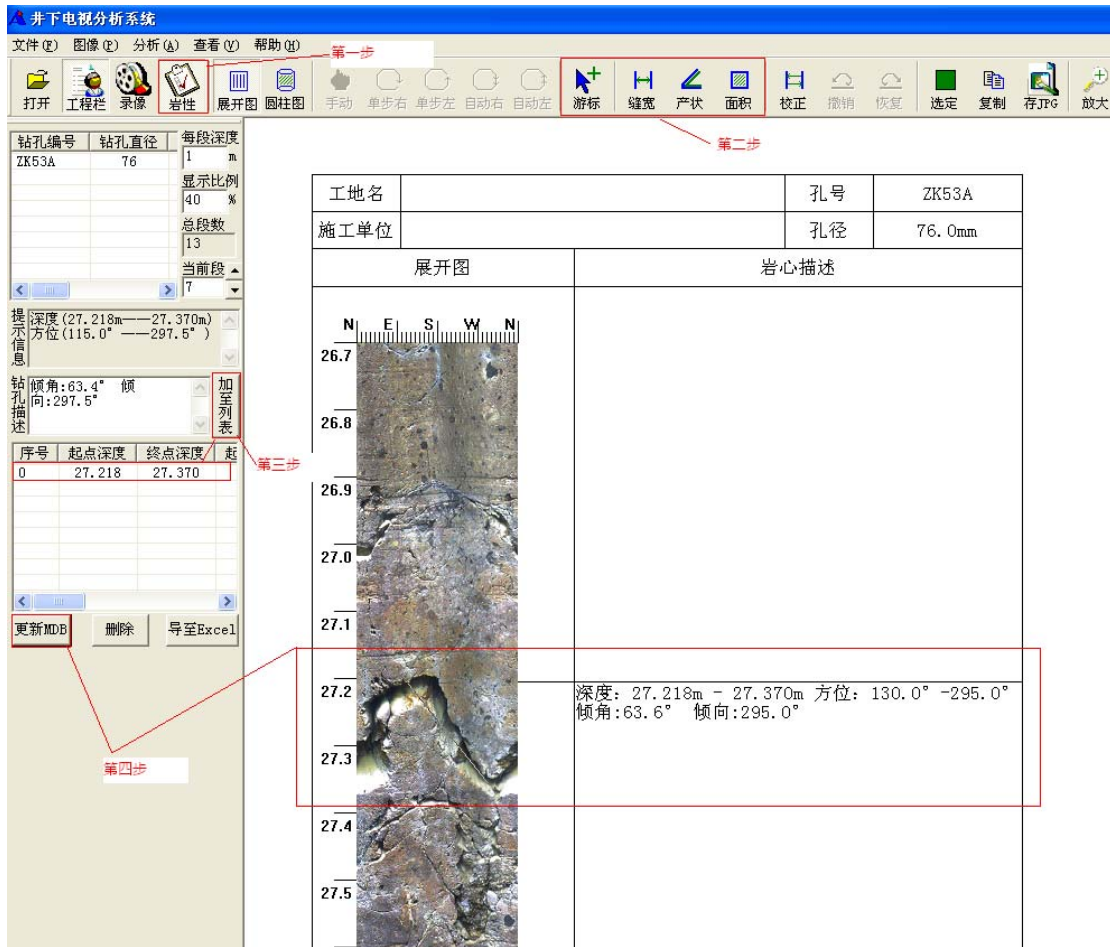 井下电视分析系统
文件(F) 图像(P) 分析(A) 查看(V) 帮助(H)
第一步
打开 工程栏 录像 岩性 展开图 圆柱图 手动 单步右 单步左 自动右 自动左 游标 缝宽 产状 面积 校正 撤销 恢复 选定 复制 存JPG 放大
第二步
钻孔编号 钻孔直径 每段深度
ZK53A 76 1 m
显示比例
40 %
总段数
13
当前段
7
提示信息
深度(27.218m——27.370m)
方位(115.0°——297.5°)
钻孔描述
倾角:63.4° 倾
向:297.5°
加至列表
序号 起点深度 终点深度 起
0 27.218 27.370
第三步
更新MDB 删除 导至Excel
第四步
工地名 孔号 ZK53A
施工单位 孔径 76.0mm
展开图 岩心描述
N E S W N
26.7
26.8
26.9
27.0
27.1
27.2
深度: 27.218m - 27.370m 方位: 130.0° -295.0°
倾角:63.6° 倾向:295.0°
27.3
27.4
27.5